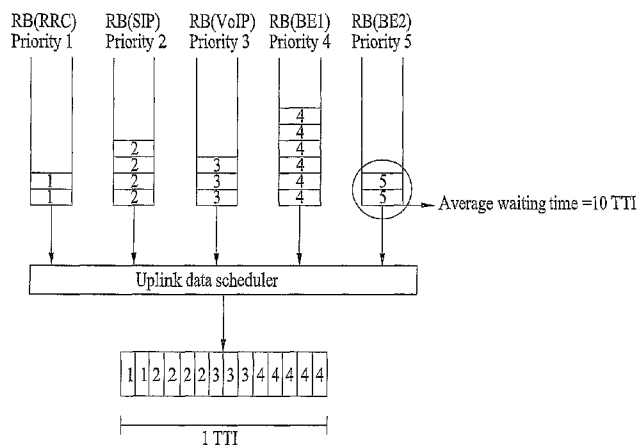 RB(RRC) RB(SIP) RB(VoIP) RB(BE1) RB(BE2)
Priority 1 Priority 2 Priority 3 Priority 4 Priority 5
4
4
2 4
2 3 4
1 2 3 4 5
1 2 3 4 5
Average waiting time =10 TTI
Uplink data scheduler
1 1 2 2 2 2 3 3 3 4 4 4 4 4
1 TTI